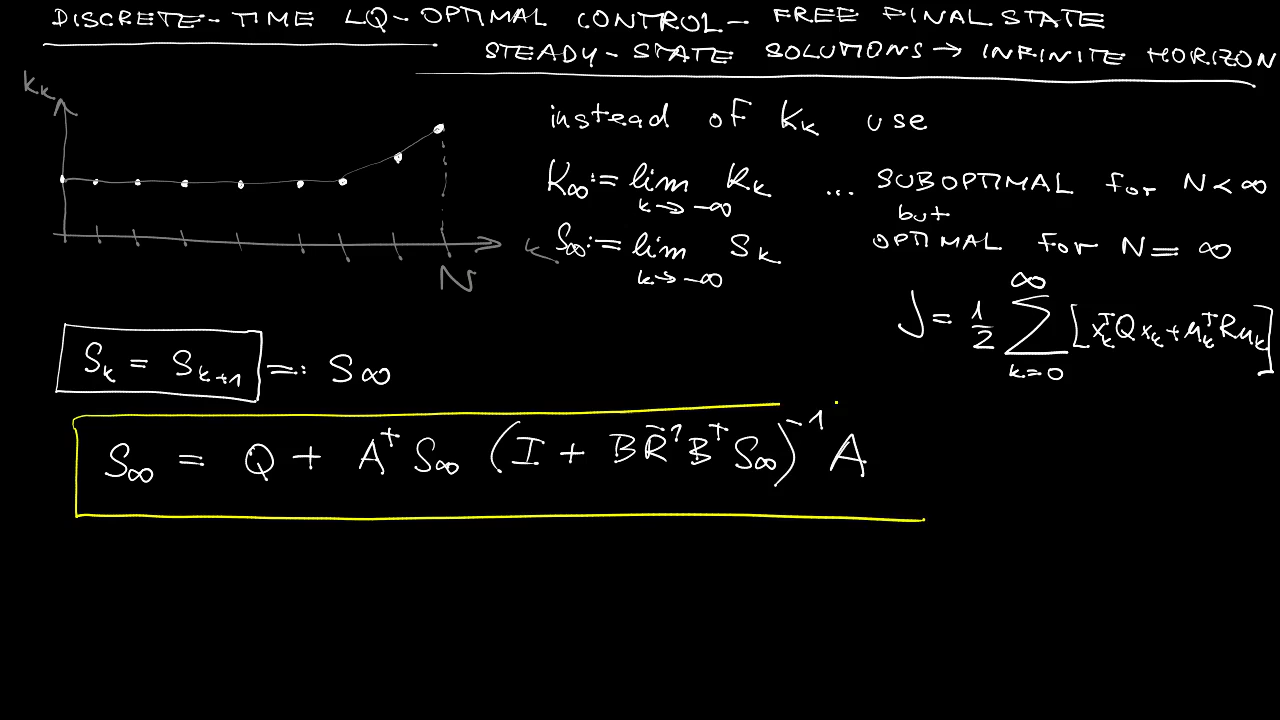 DISCRETE-TIME LQ-OPTIMAL CONTROL- FREE FINAL STATE
STEADY-STATE SOLUTIONS → INFINITE HORIZON
K_k
k
N
instead of K_k use
K_∞ := lim_{k→-∞} K_k ... SUBOPTIMAL for N < ∞
but
S_∞ := lim_{k→-∞} S_k OPTIMAL FOR N = ∞
J = 1/2 ∑_{k=0}^{∞} [x_k^T Q x_k + u_k^T R u_k]
S_k = S_{k+1} =: S_∞
S_∞ = Q + A^T S_∞ (I + B R^{-1} B^T S_∞)^{-1} A